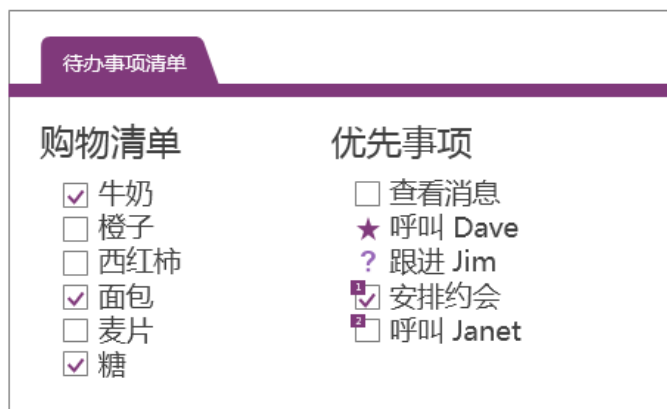 待办事项清单
购物清单
牛奶
橙子
西红柿
面包
麦片
糖
优先事项
查看消息
呼叫 Dave
? 跟进 Jim
1 安排约会
2 呼叫 Janet